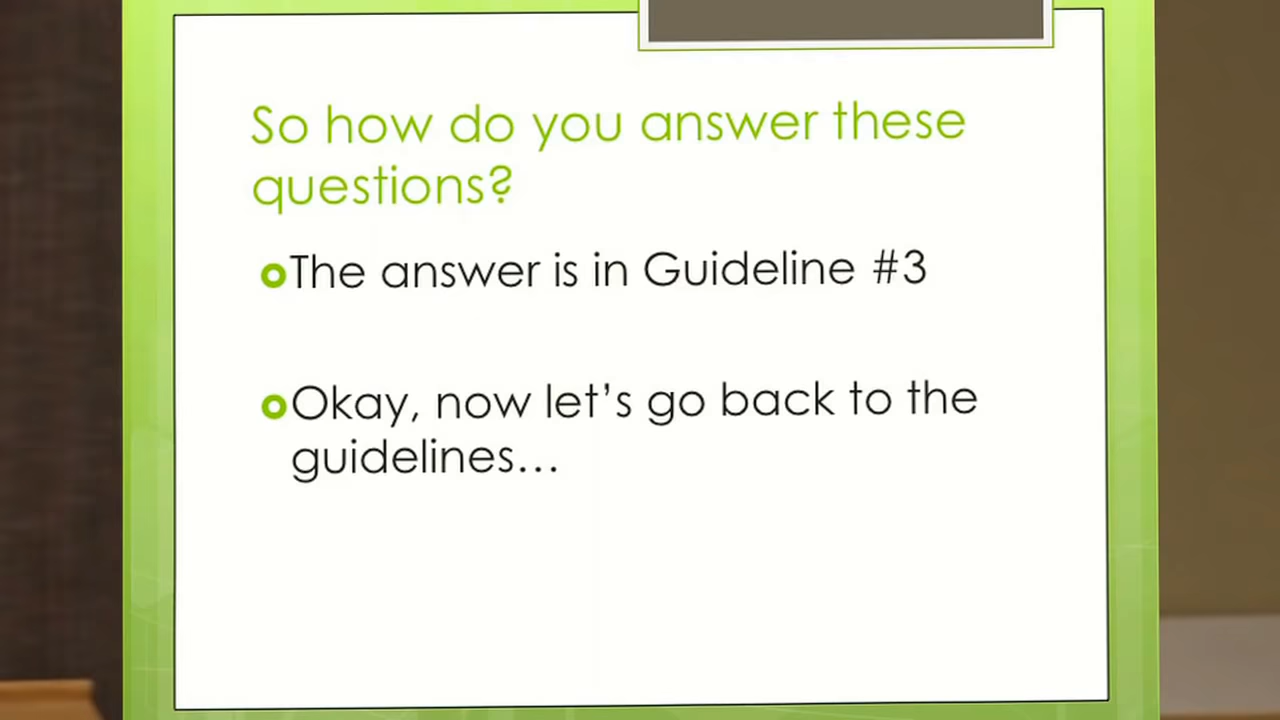 So how do you answer these
questions?
The answer is in Guideline #3
Okay, now let's go back to the
guidelines…